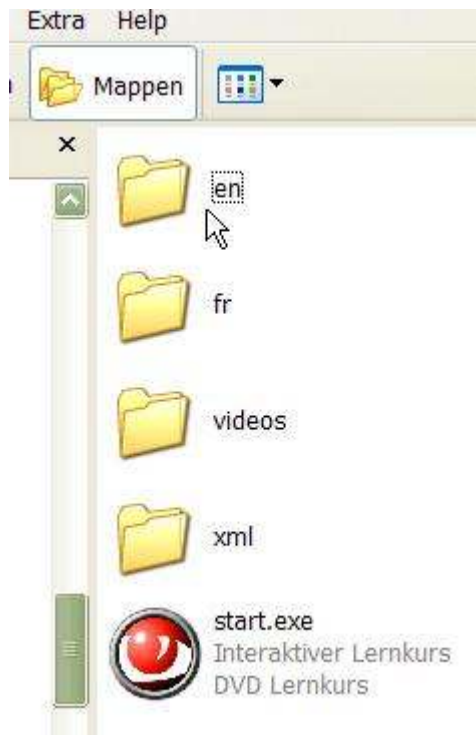 Extra Help
Mappen
en
fr
videos
xml
start.exe
Interaktiver Lernkurs
DVD Lernkurs